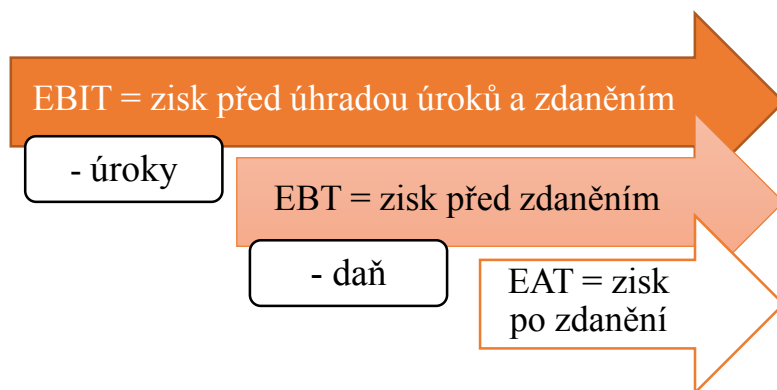 EBIT = zisk před úhradou úroků a zdaněním
- úroky
EBT = zisk před zdaněním
- daň
EAT = zisk
po zdanění